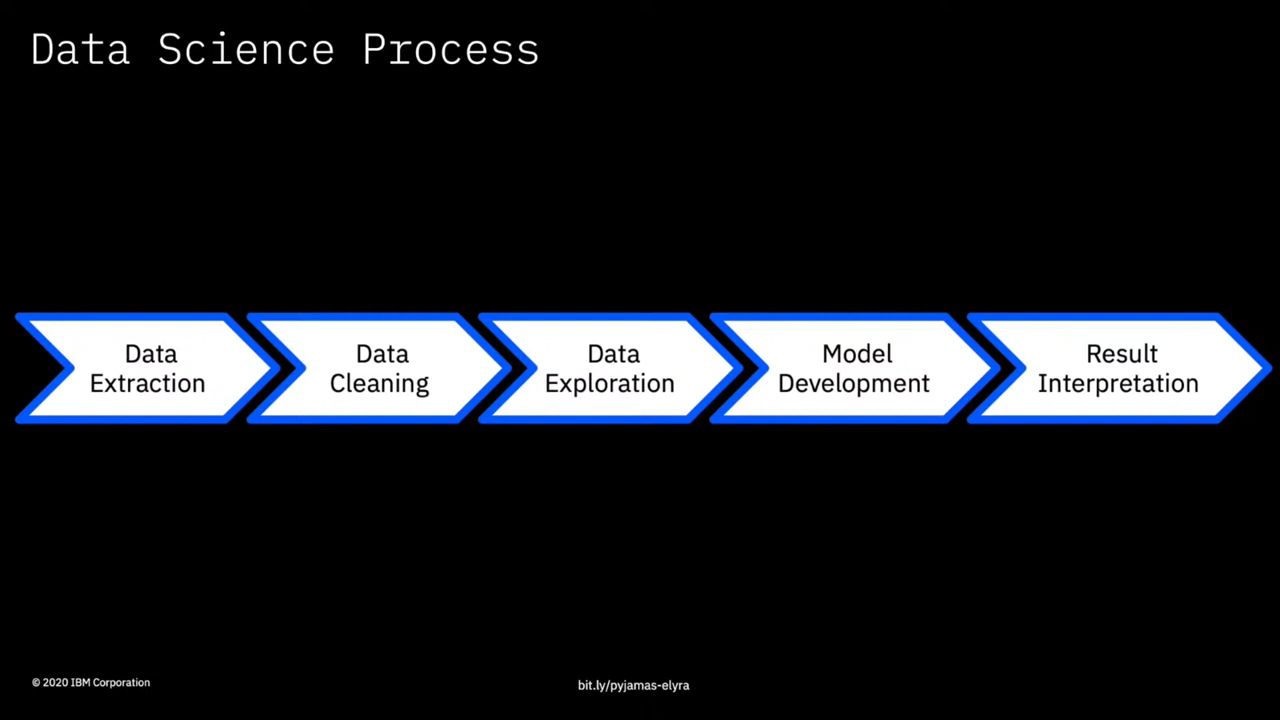 Data Science Process
Data
Extraction
Data
Cleaning
Data
Exploration
Model
Development
Result
Interpretation
© 2020 IBM Corporation
bit.ly/pyjamas-elyra